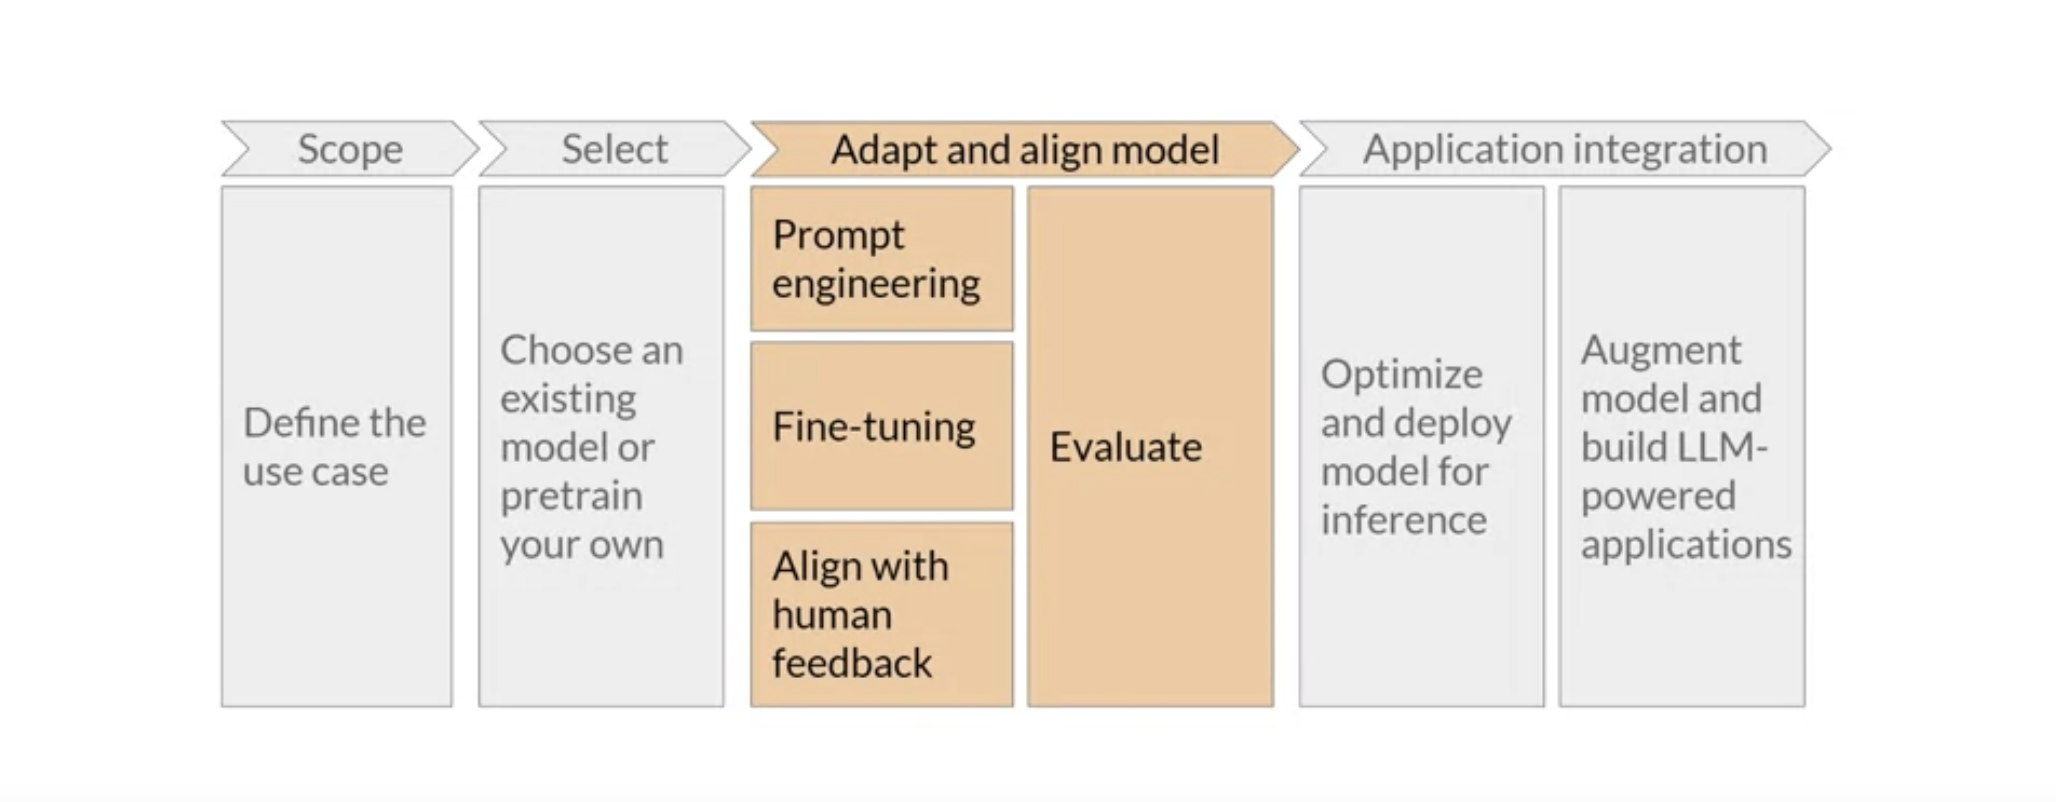 Scope
Select
Adapt and align model
Application integration
Define the
use case
Choose an
existing
model or
pretrain
your own
Prompt
engineering
Fine-tuning
Align with
human
feedback
Evaluate
Optimize
and deploy
model for
inference
Augment
model and
build LLM-
powered
applications